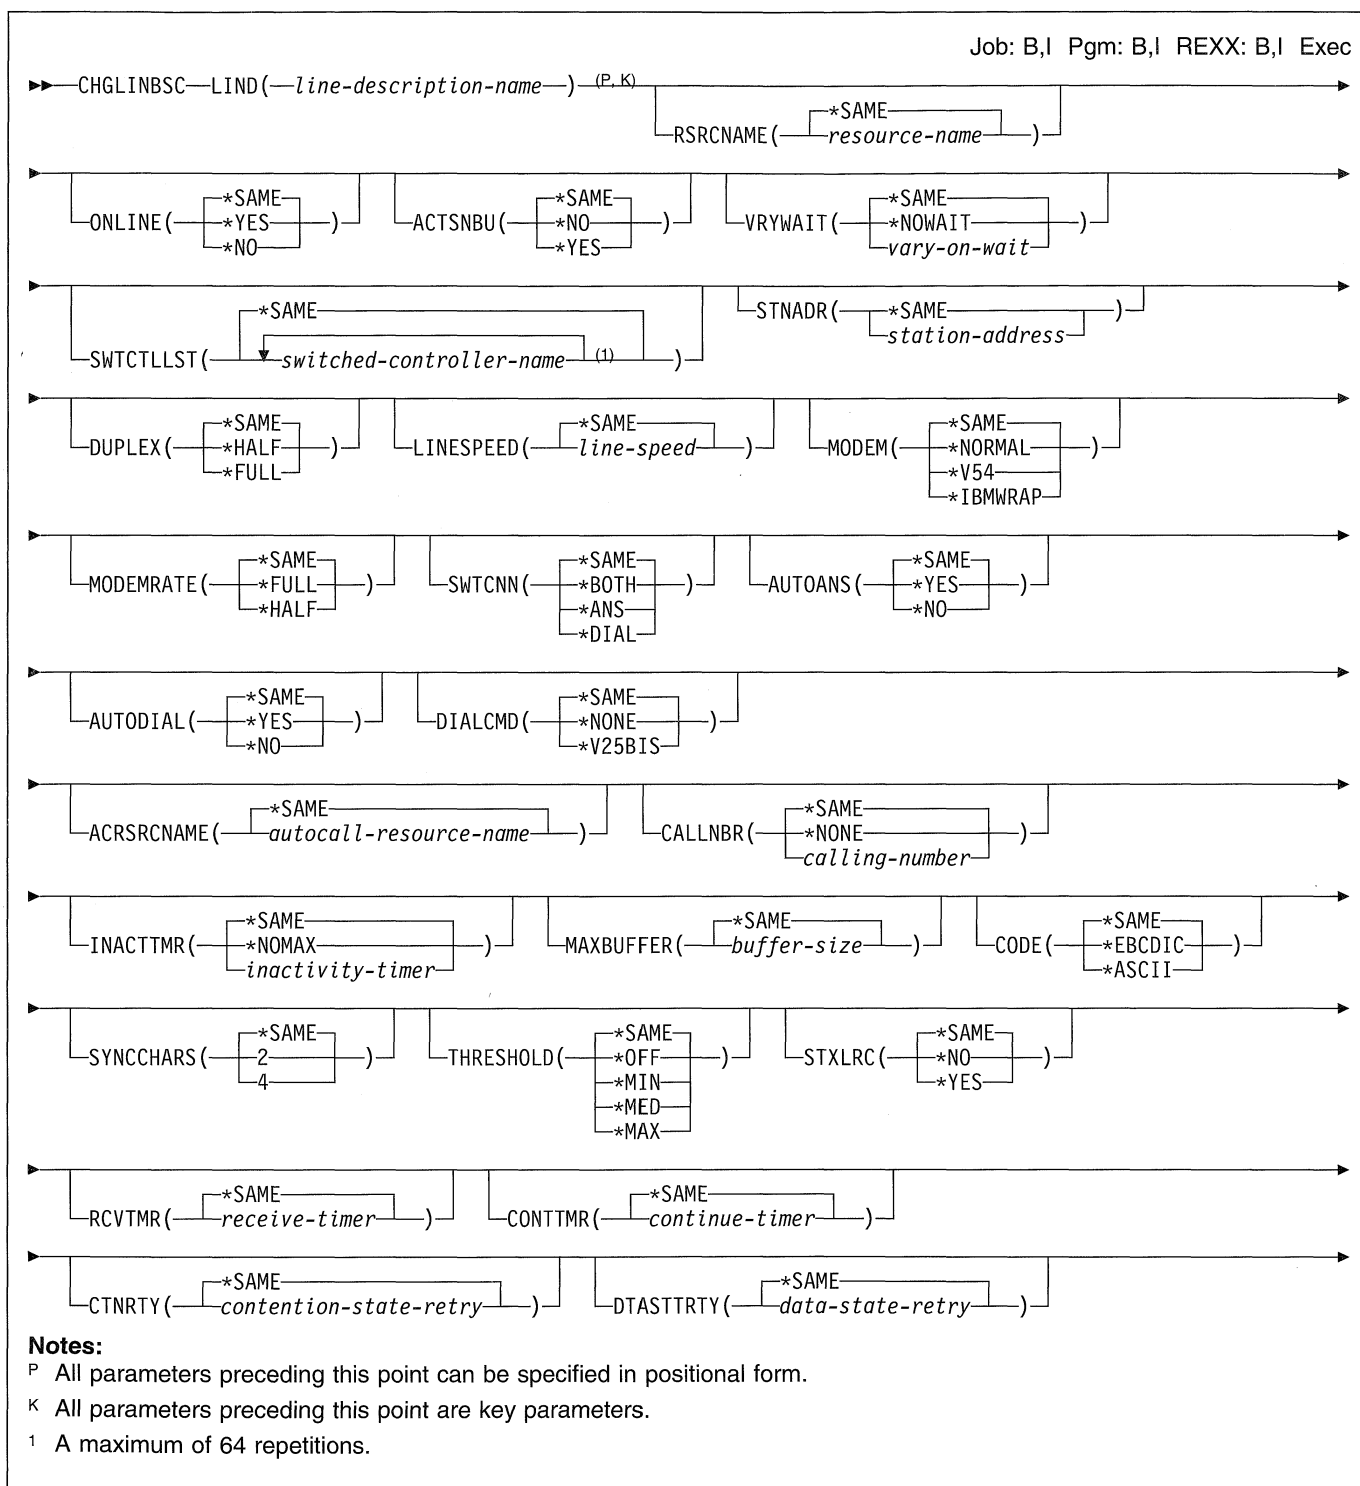 Job: B,I Pgm: B,I REXX: B,I Exec
CHGLINBSC LIND( line-description-name ) (P, K)
*SAME
RSRCNAME( resource-name )
*SAME *SAME *SAME
ONLINE( *YES ) ACTSNBU( *NO ) VRYWAIT( *NOWAIT )
*NO *YES vary-on-wait
*SAME STNADR( *SAME )
station-address
SWTCTLLST( switched-controller-name (1) )
*SAME *SAME *SAME
DUPLEX( *HALF ) LINESPEED( line-speed ) MODEM( *NORMAL )
*FULL *V54
*IBMWRAP
*SAME *SAME *SAME
MODEMRATE( *FULL ) SWTCNN( *BOTH ) AUTOANS( *YES )
*HALF *ANS *NO
*DIAL
*SAME *SAME
AUTODIAL( *YES ) DIALCMD( *NONE )
*NO *V25BIS
*SAME *SAME
ACRSRCNAME( autocall-resource-name ) CALLNBR( *NONE )
calling-number
*SAME *SAME *SAME
INACTTMR( *NOMAX ) MAXBUFFER( buffer-size ) CODE( *EBCDIC )
inactivity-timer *ASCII
*SAME *SAME *SAME
SYNCCHARS( 2 ) THRESHOLD( *OFF ) STXLRC( *NO )
4 *MIN *YES
*MED
*MAX
*SAME *SAME
RCVTMR( receive-timer ) CONTTMR( continue-timer )
*SAME *SAME
CTNRTY( contention-state-retry ) DTASTTRTY( data-state-retry )
Notes:
P All parameters preceding this point can be specified in positional form.
K All parameters preceding this point are key parameters.
1 A maximum of 64 repetitions.